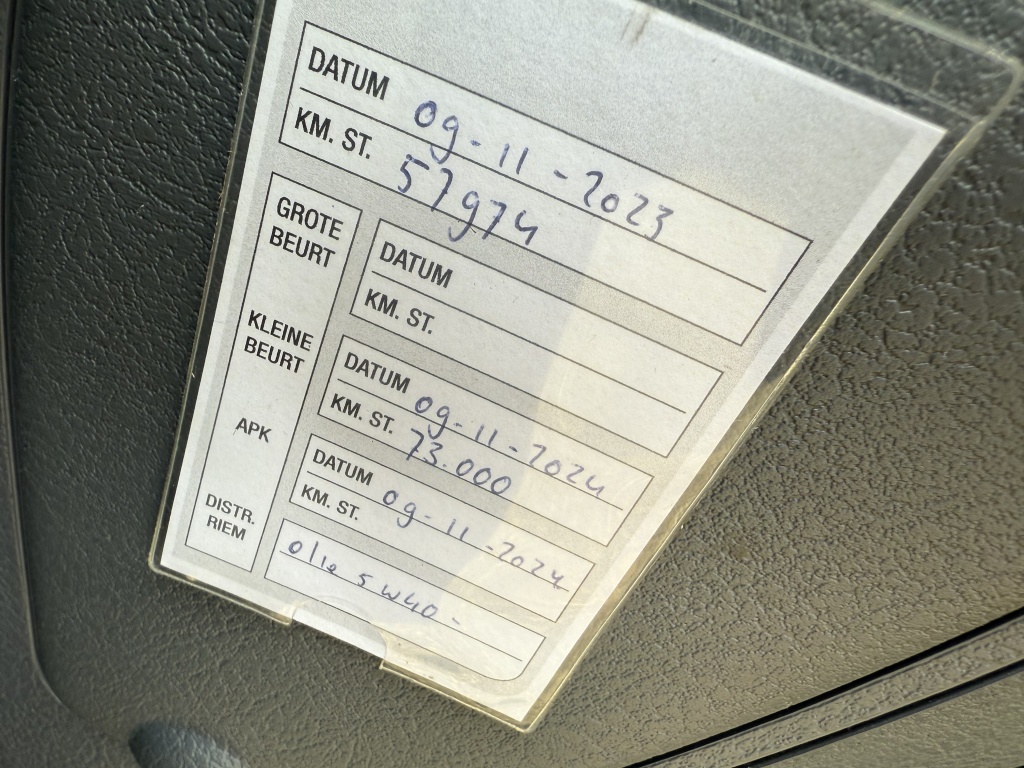 DATUM 09-11-2023
KM. ST. 57974
GROTE
BEURT
DATUM
KM. ST.
KLEINE
BEURT
DATUM 09-11-2024
KM. ST. 73.000
APK
DATUM 09-11-2024
KM. ST.
DISTR.
RIEM
olie 5W40-